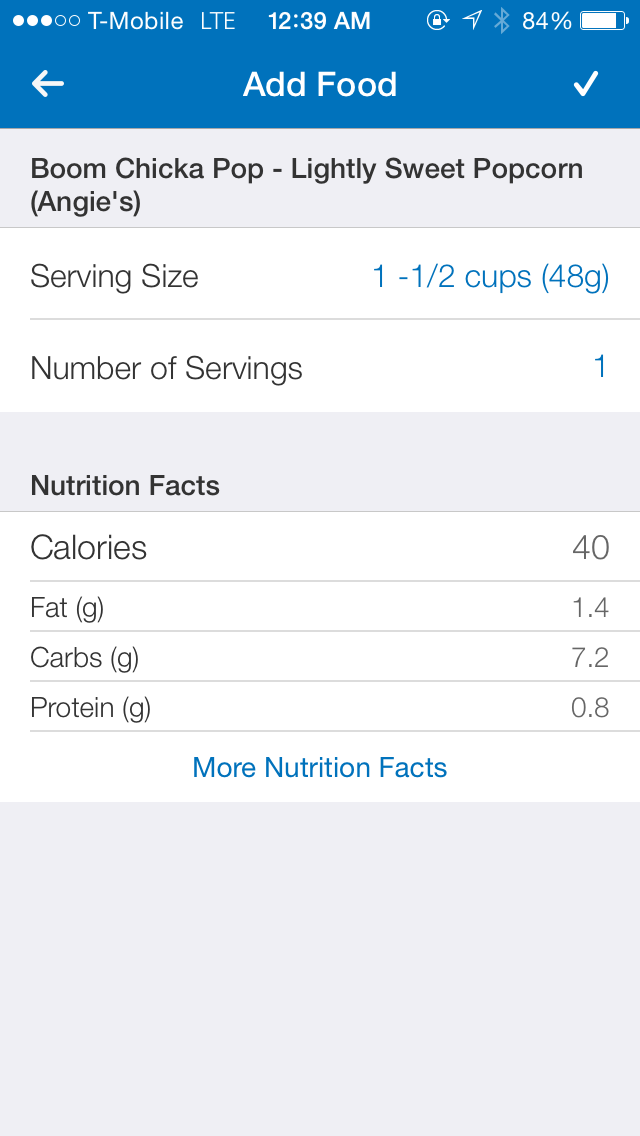 T-Mobile LTE 12:39 AM 84%
Add Food
Boom Chicka Pop - Lightly Sweet Popcorn
(Angie's)
Serving Size 1 -1/2 cups (48g)
Number of Servings 1
Nutrition Facts
Calories 40
Fat (g) 1.4
Carbs (g) 7.2
Protein (g) 0.8
More Nutrition Facts